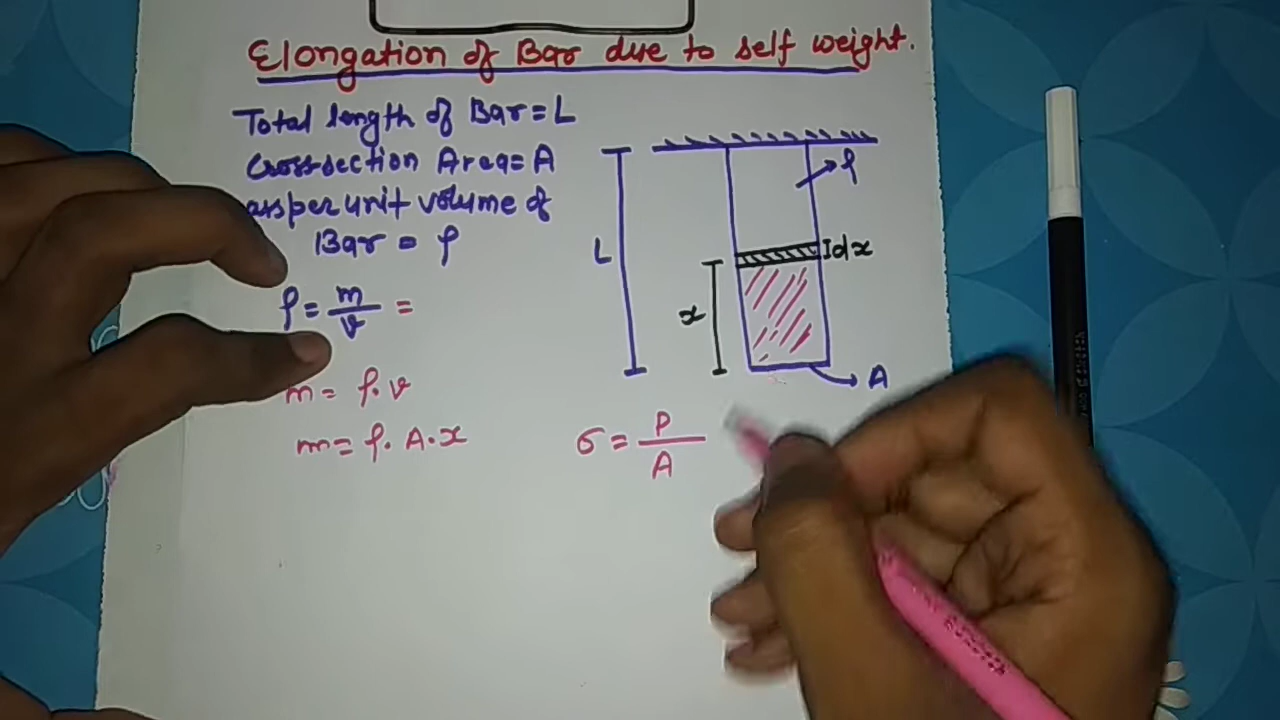 Elongation of Bar due to self weight.
Total length of Bar = L
Cross-section Area = A
per unit volume of
Bar = ρ
ρ = m/v =
m = ρ.v
m = ρ.A.x
L
x
dx
ρ
A
σ = P/A